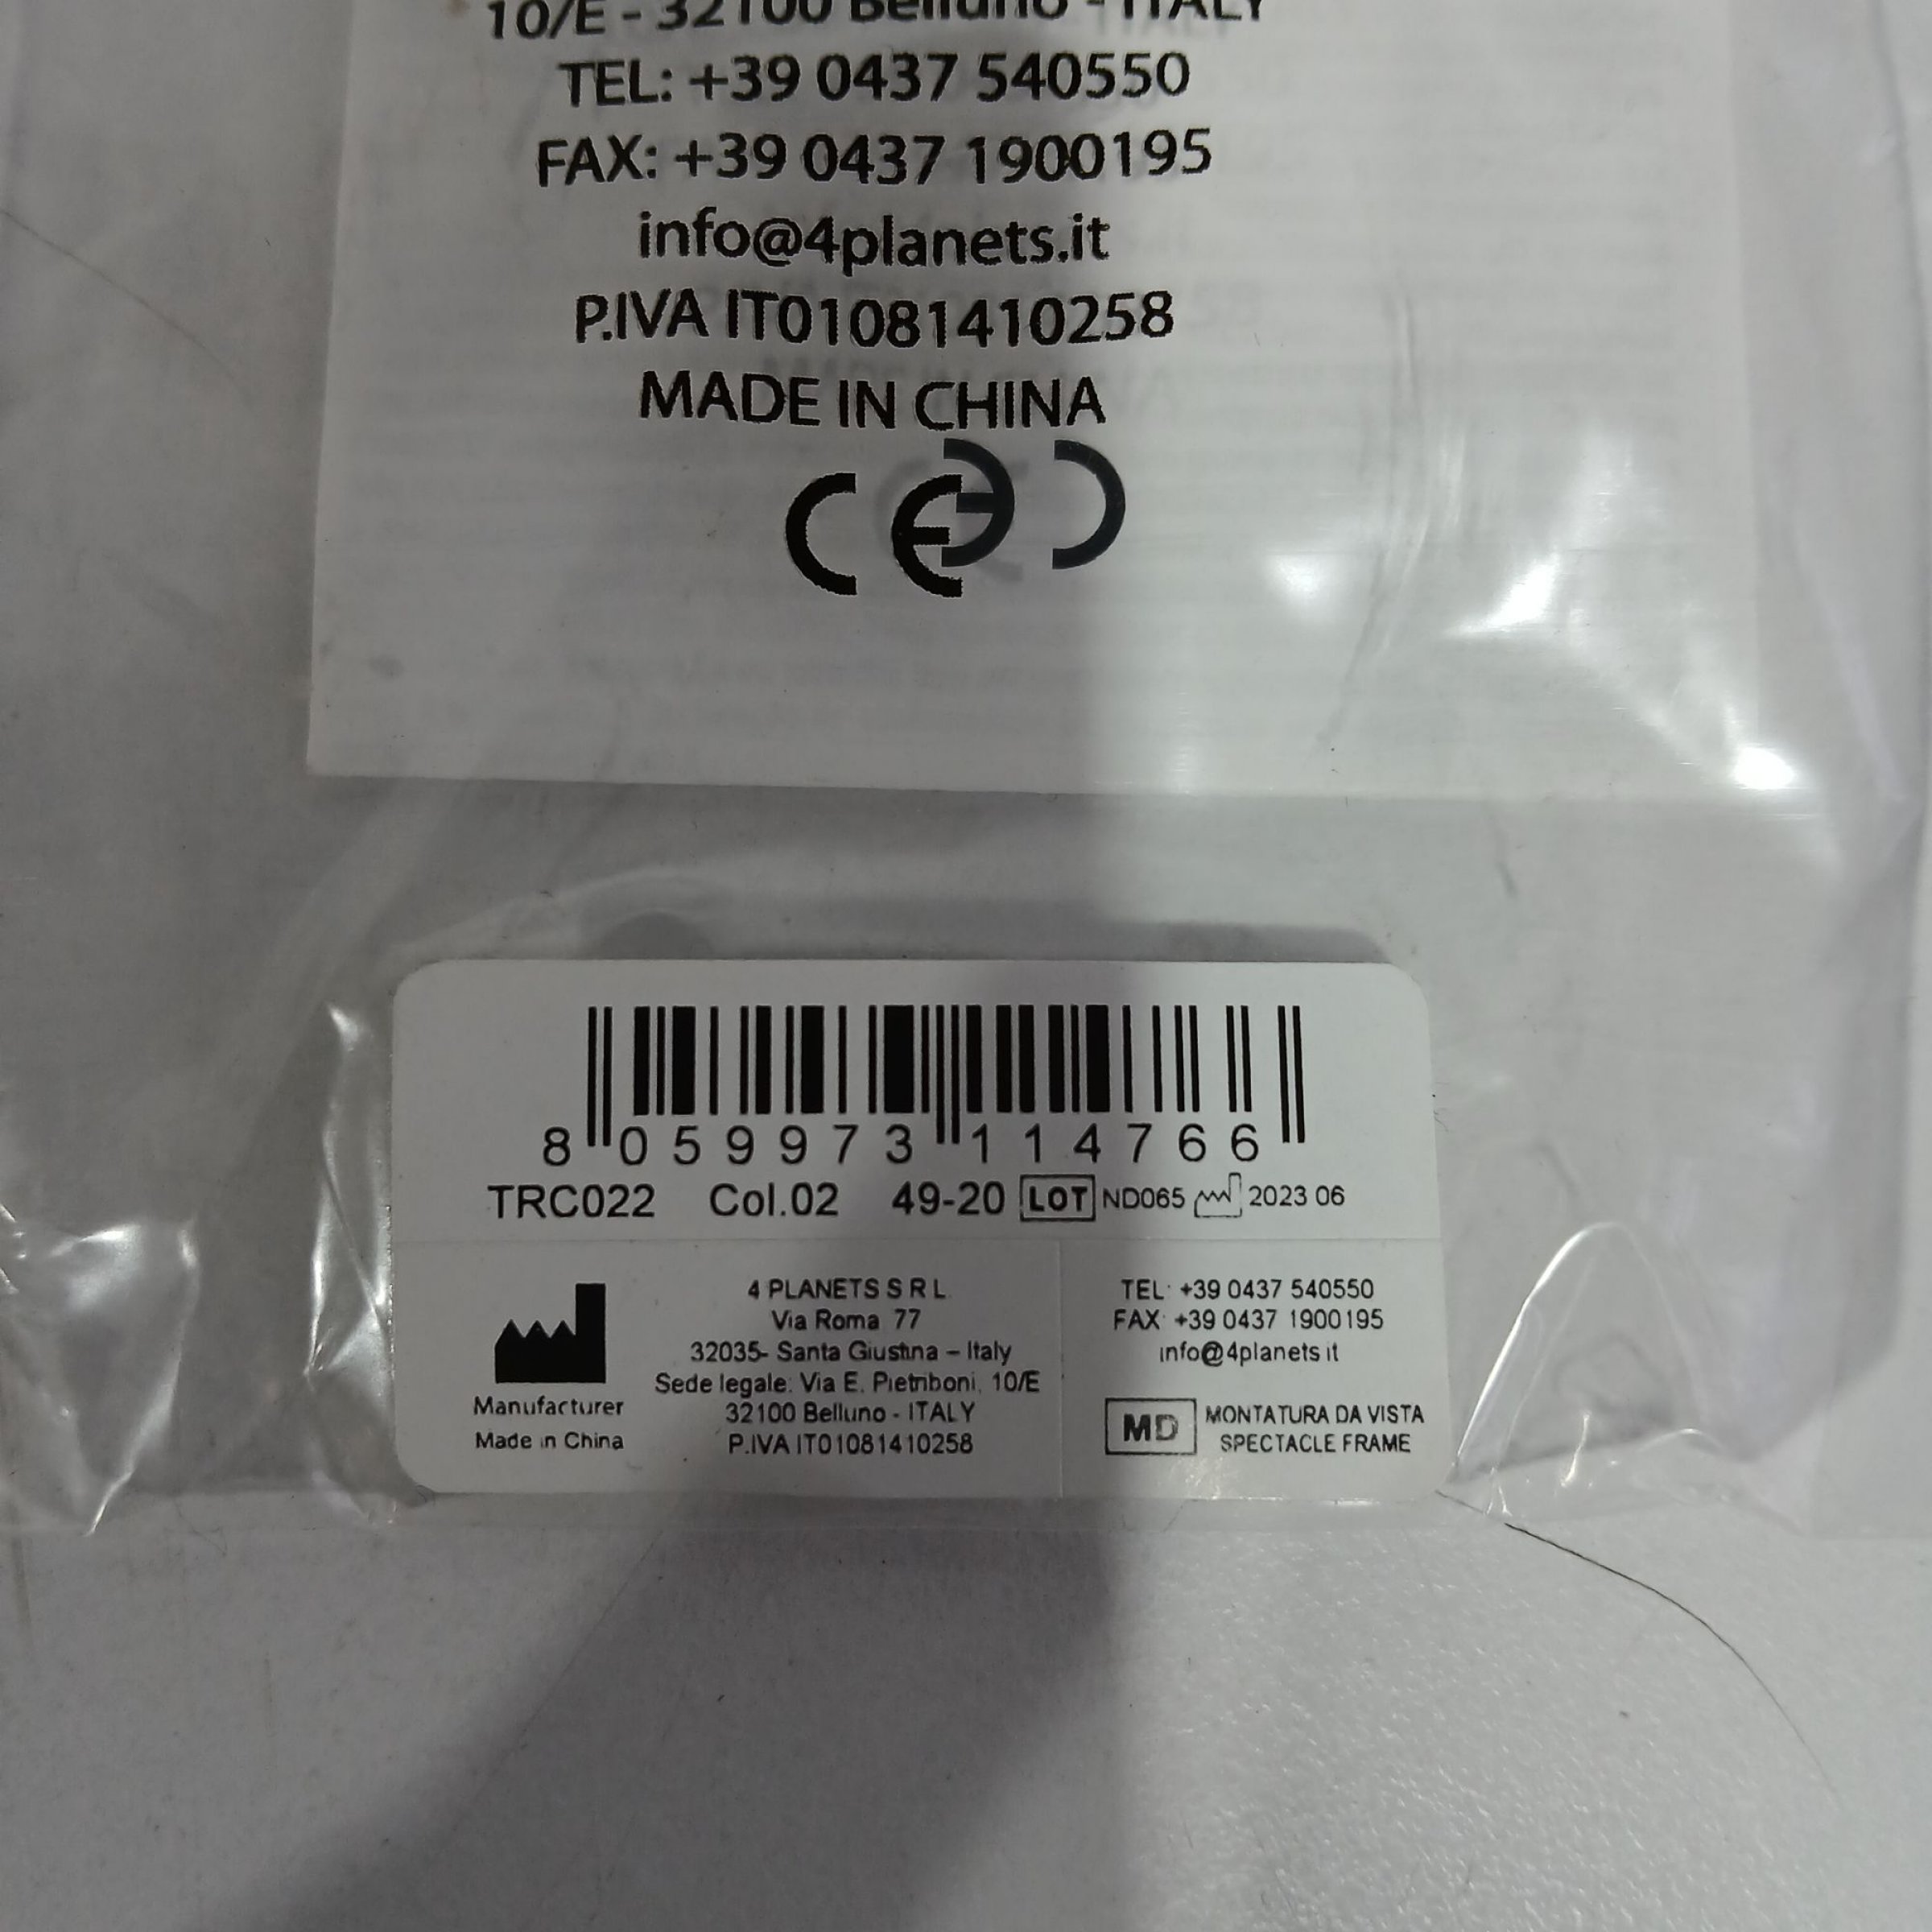 10/E - 32100 Belluno - ITALY
TEL: +39 0437 540550
FAX: +39 0437 1900195
info@4planets.it
P.IVA IT01081410258
MADE IN CHINA
CE
8 059973 114766
TRC022 Col.02 49-20 LOT ND065 2023 06
Manufacturer
Made in China
4 PLANETS S R L
Via Roma 77
32035- Santa Giustina – Italy
Sede legale: Via E. Pietriboni, 10/E
32100 Belluno - ITALY
P.IVA IT01081410258
TEL: +39 0437 540550
FAX: +39 0437 1900195
info@4planets it
MD
MONTATURA DA VISTA
SPECTACLE FRAME